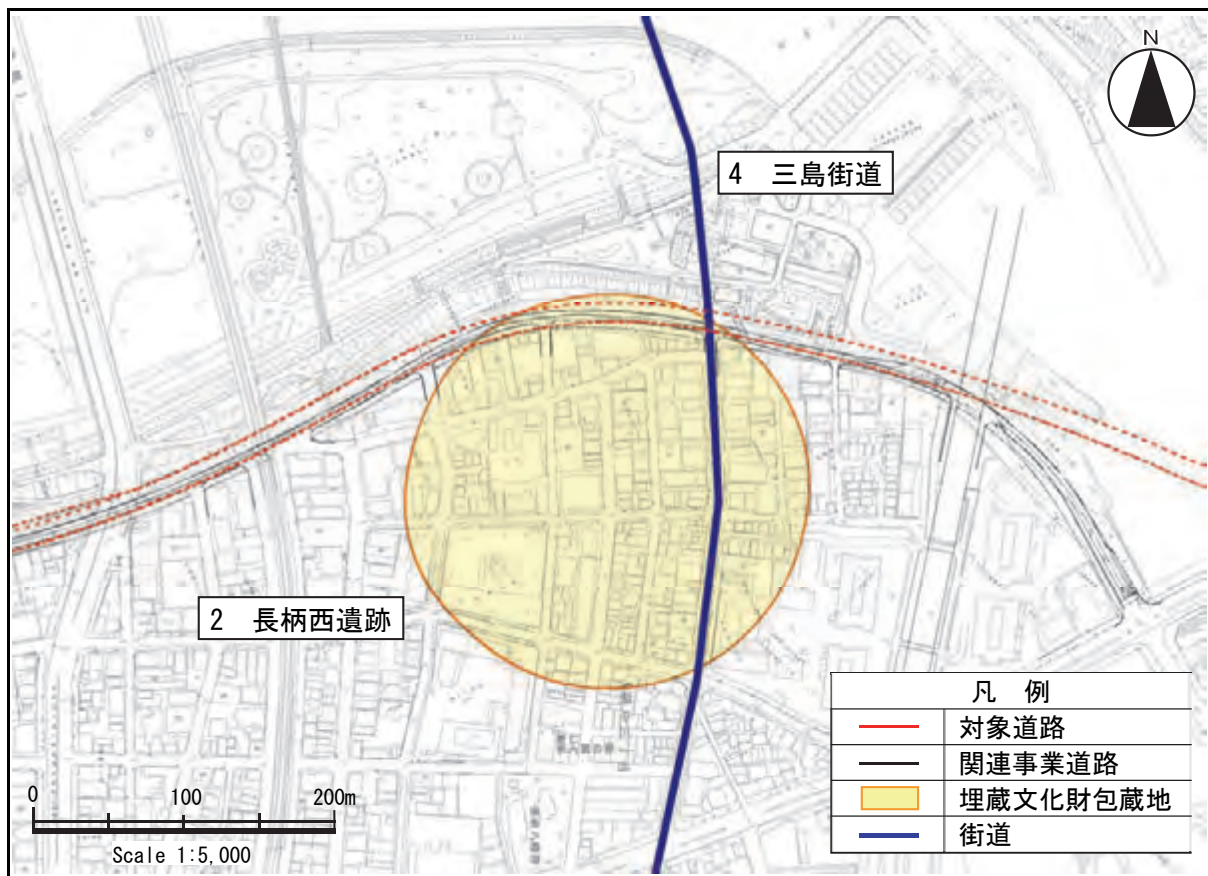 N
4 三島街道
2 長柄西遺跡
凡 例
対象道路
関連事業道路
埋蔵文化財包蔵地
街道
0 100 200m
Scale 1:5,000